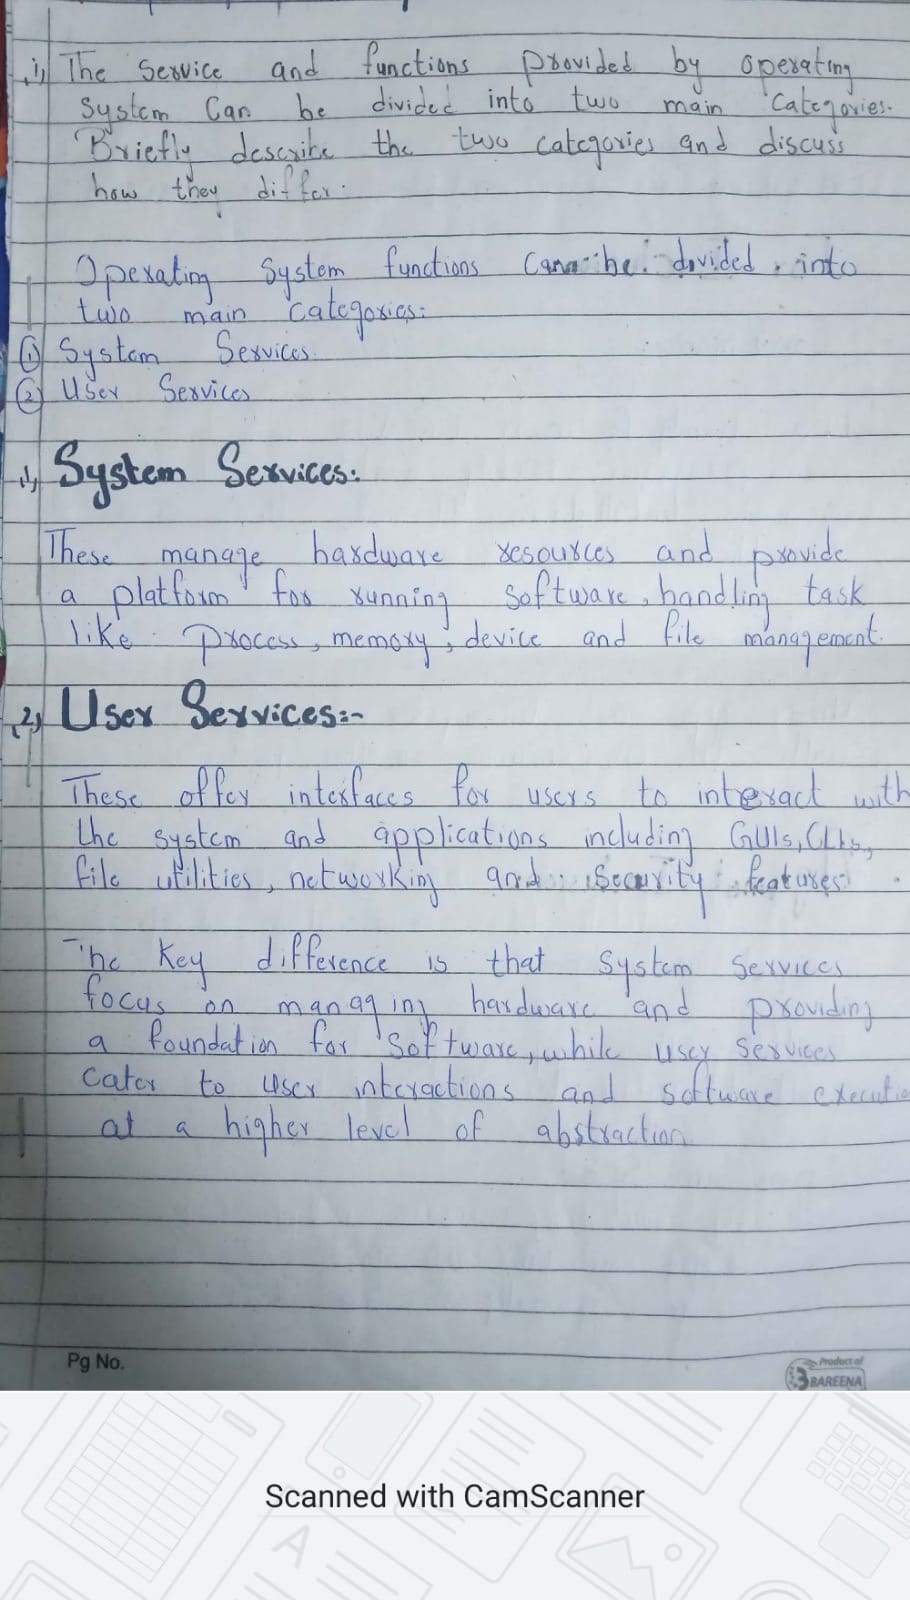 i, The Service and functions provided by operating
System Can be divided into two main Categories.
Briefly describe the two categories and discuss
how they differ.
Operating System functions Can be divided into
two main Categories:
① System Services.
② User Services
1, System Services:
These manage hardware resources and provide
a platform for running software, handling task
like process, memory, device and file management.
2, User Services:-
These offer interfaces for users to interact with
the system and applications including GUIs, CLIs,
file utilities, networking and security features.
The Key difference is that System Services
focus on managing hardware and providing
a foundation for software, while user services
cater to user interactions and software executio
at a higher level of abstraction
Pg No.
Product of
BAREENA
Scanned with CamScanner